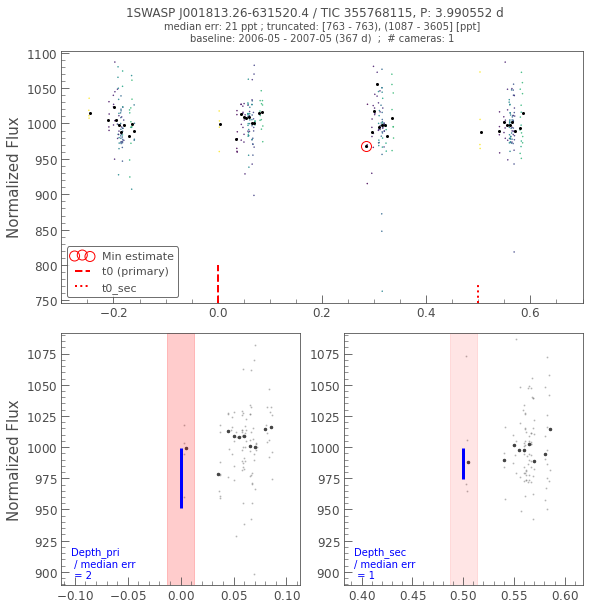 1SWASP J001813.26-631520.4 / TIC 355768115, P: 3.990552 d
median err: 21 ppt ; truncated: [763 - 763), (1087 - 3605] [ppt]
baseline: 2006-05 - 2007-05 (367 d)  ;  # cameras: 1
Normalized Flux
1100
1050
1000
950
900
850
800
750
Min estimate
t0 (primary)
t0_sec
−0.2 0.0 0.2 0.4 0.6
Normalized Flux
1075
1050
1025
1000
975
950
925
900
Depth_pri
/ median err
= 2
−0.10 −0.05 0.00 0.05 0.10
1075
1050
1025
1000
975
950
925
900
Depth_sec
/ median err
= 1
0.40 0.45 0.50 0.55 0.60